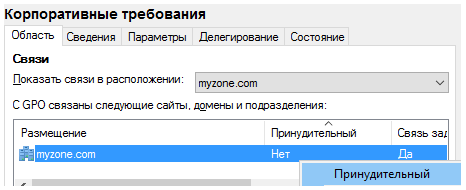 Корпоративные требования
Область Сведения Параметры Делегирование Состояние
Связи
Показать связи в расположении: myzone.com
С GPO связаны следующие сайты, домены и подразделения:
Размещение Принудительный Связь зад
myzone.com Нет Да
Принудительный